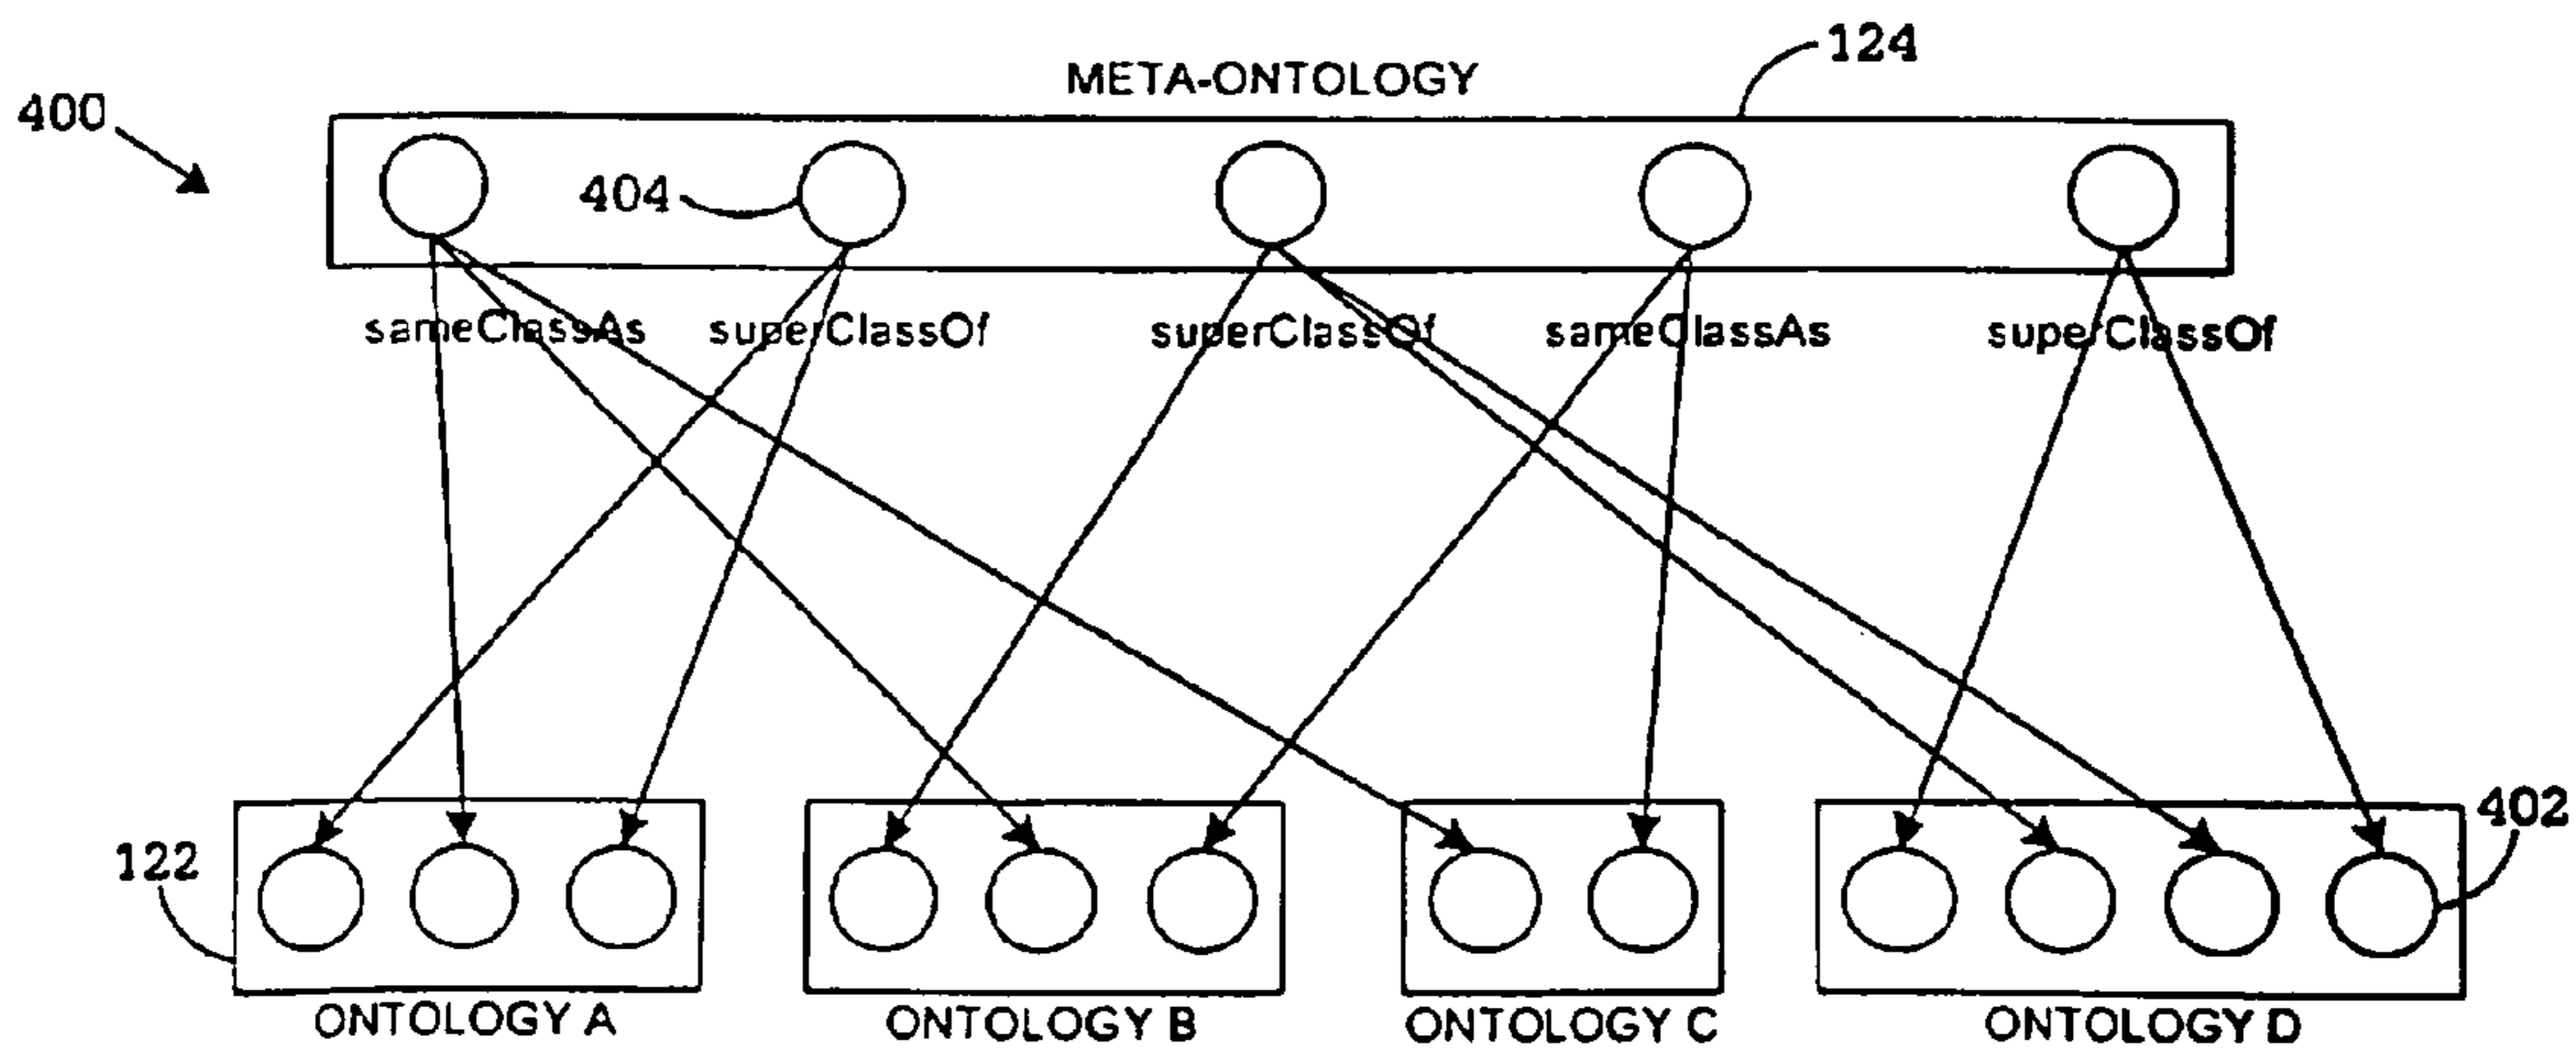 124
META-ONTOLOGY
400
404
sameClassAs superClassOf superClassOf sameClassAs superClassOf
402
122
ONTOLOGY A ONTOLOGY B ONTOLOGY C ONTOLOGY D